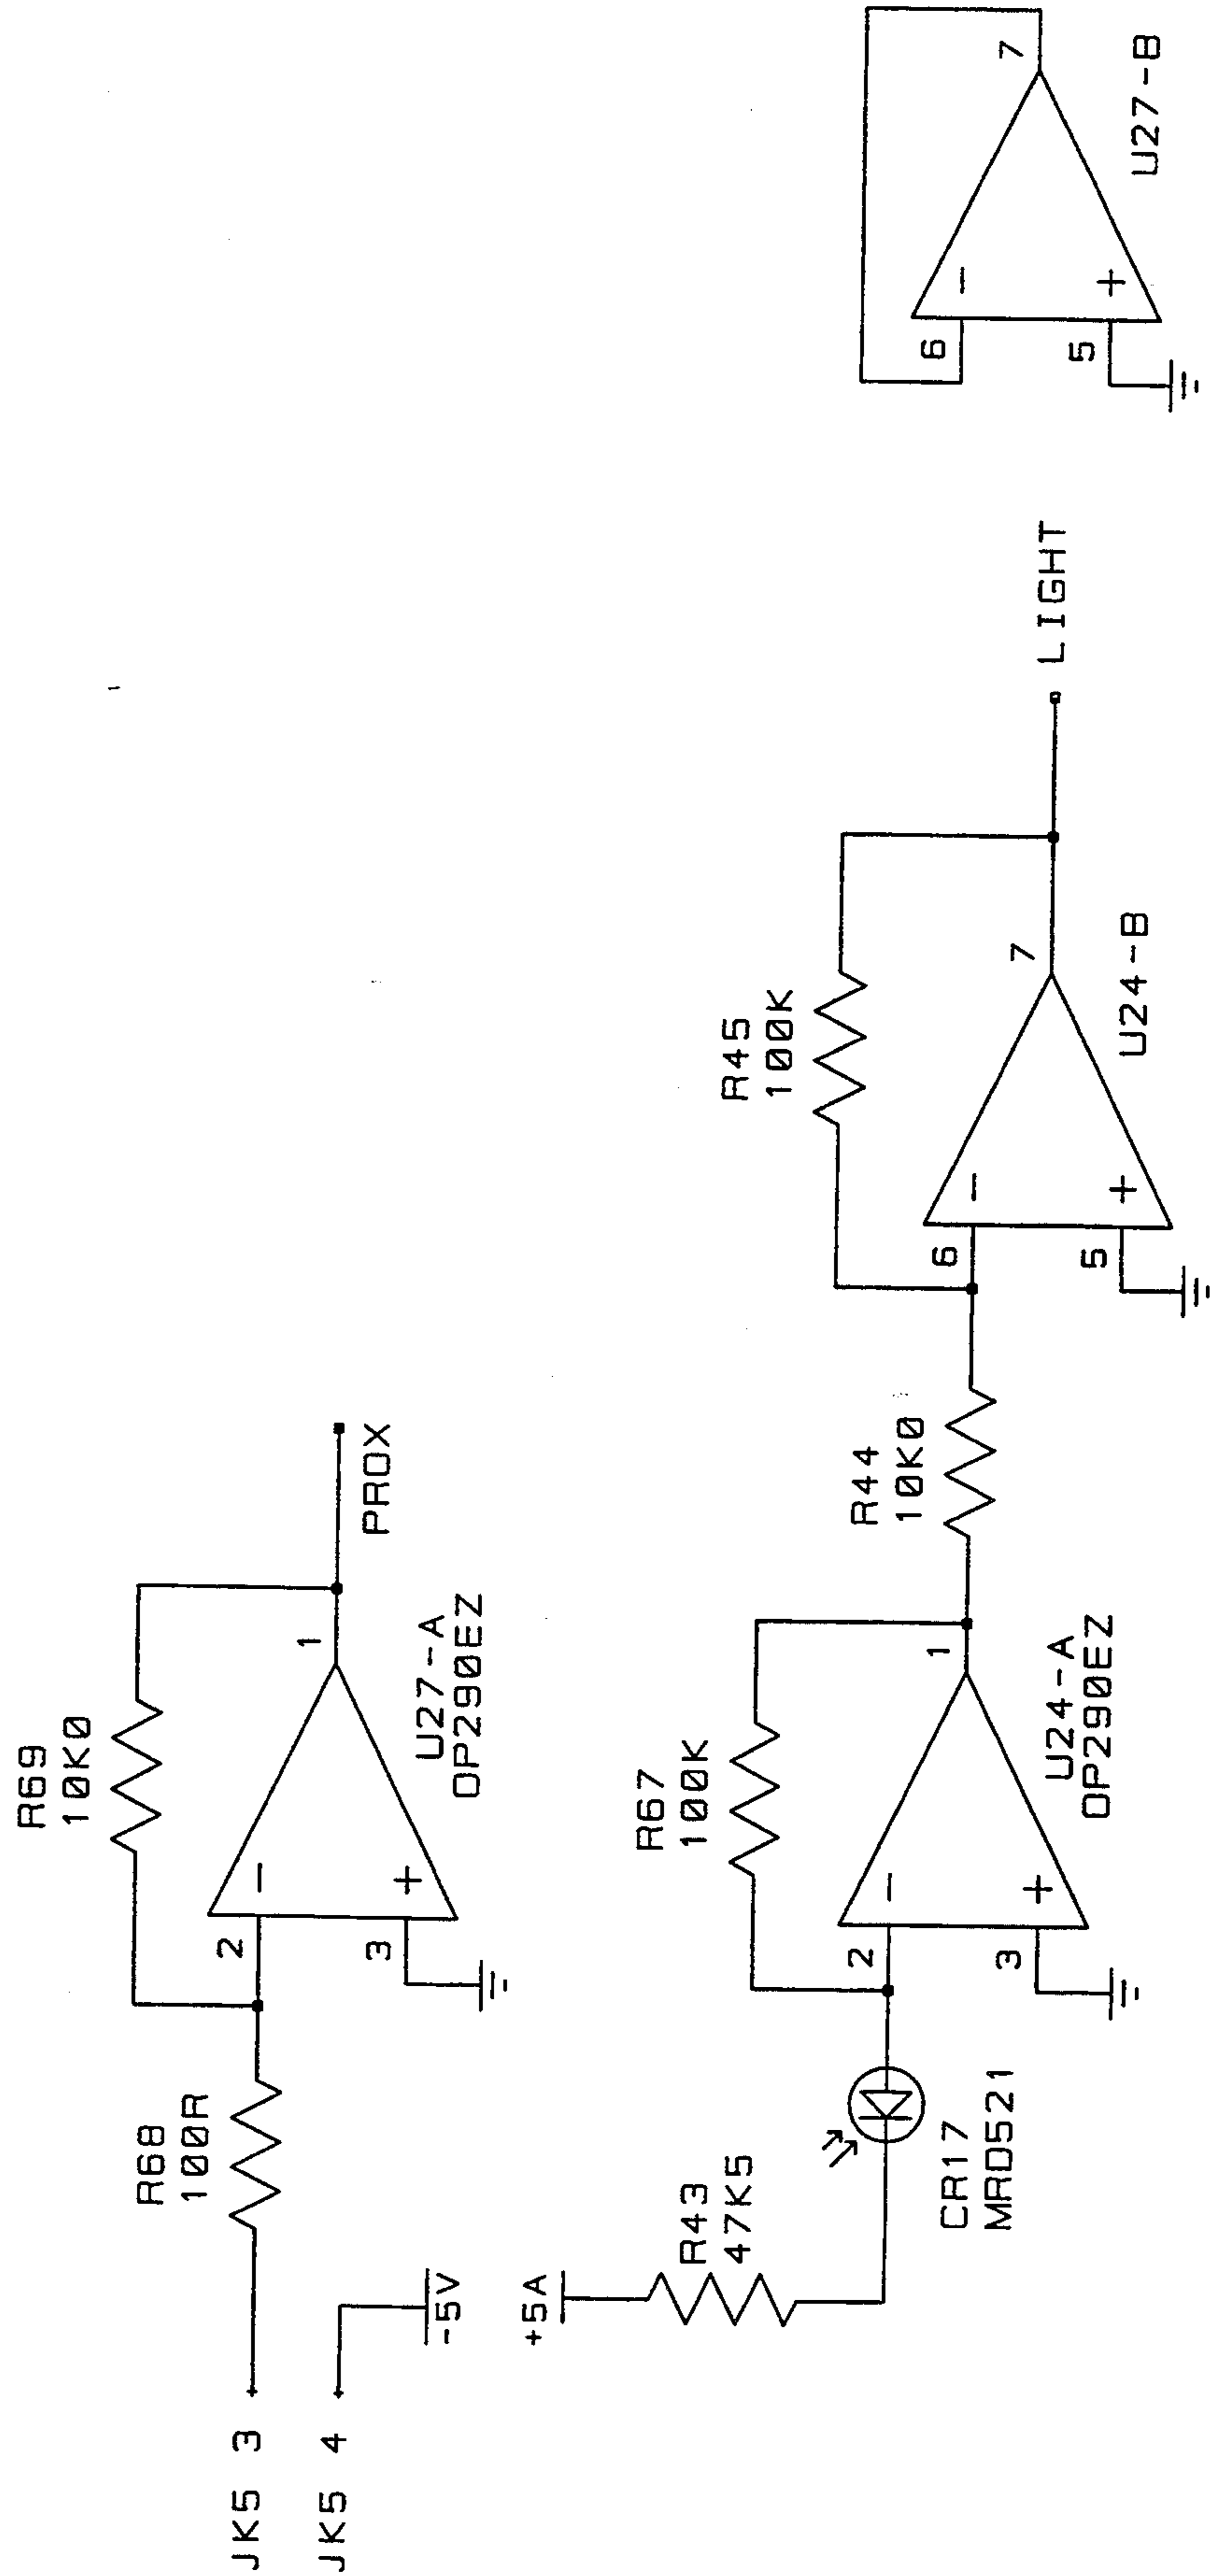 R69
10K0
R68
100R
2
3
1
U27-A
OP290EZ
PROX
JK5 3
JK5 4
-5V
+5A
R43
47K5
CR17
MRD521
R67
100K
2
3
1
U24-A
OP290EZ
R44
10K0
R45
100K
6
5
7
U24-B
LIGHT
6
5
7
U27-B